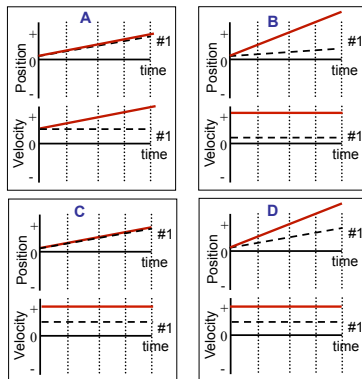 A
Position
+
0
-
#1
time
Velocity
+
0
-
#1
time
B
Position
+
0
-
#1
time
Velocity
+
0
-
#1
time
C
Position
+
0
-
#1
time
Velocity
+
0
-
#1
time
D
Position
+
0
-
#1
time
Velocity
+
0
-
#1
time